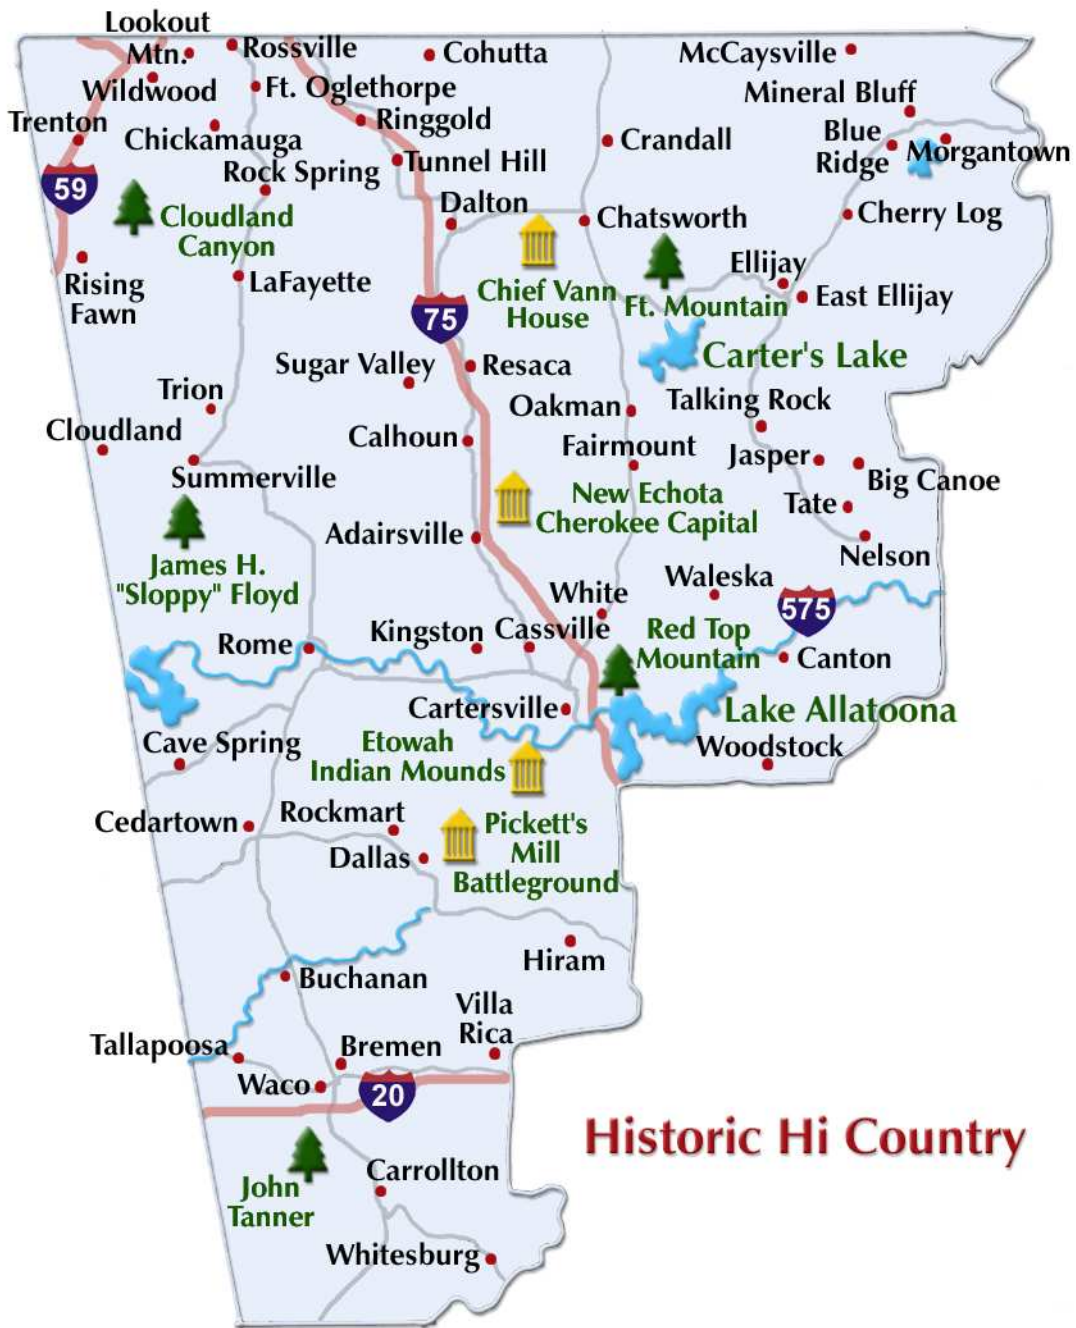 Lookout
Mtn.
Rossville
Cohutta
McCaysville
Wildwood
Ft. Oglethorpe
Mineral Bluff
Trenton
Chickamauga
Ringgold
Crandall
Blue
Ridge
Morgantown
Rock Spring
Tunnel Hill
59
Cloudland
Canyon
Dalton
Chatsworth
Cherry Log
Rising
Fawn
LaFayette
Chief Vann
House
Ft. Mountain
Ellijay
East Ellijay
75
Carter's Lake
Sugar Valley
Resaca
Trion
Oakman
Talking Rock
Cloudland
Calhoun
Fairmount
Jasper
Big Canoe
Summerville
New Echota
Cherokee Capital
Tate
Adairsville
Nelson
James H.
"Sloppy" Floyd
White
Waleska
575
Rome
Kingston
Cassville
Red Top
Mountain
Canton
Cartersville
Lake Allatoona
Cave Spring
Etowah
Indian Mounds
Woodstock
Cedartown
Rockmart
Pickett's
Mill
Battleground
Dallas
Hiram
Buchanan
Villa
Rica
Tallapoosa
Bremen
Waco
20
Historic Hi Country
John
Tanner
Carrollton
Whitesburg